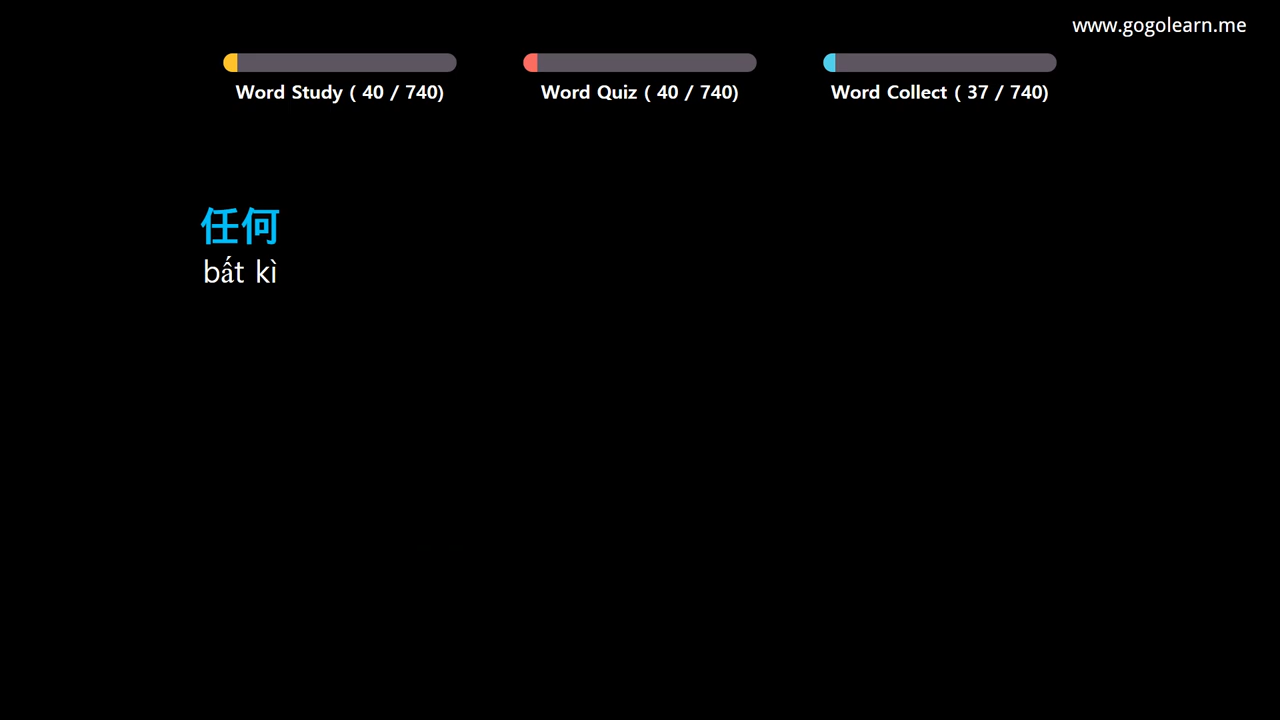 www.gogolearn.me
Word Study ( 40 / 740)
Word Quiz ( 40 / 740)
Word Collect ( 37 / 740)
任何
bất kì